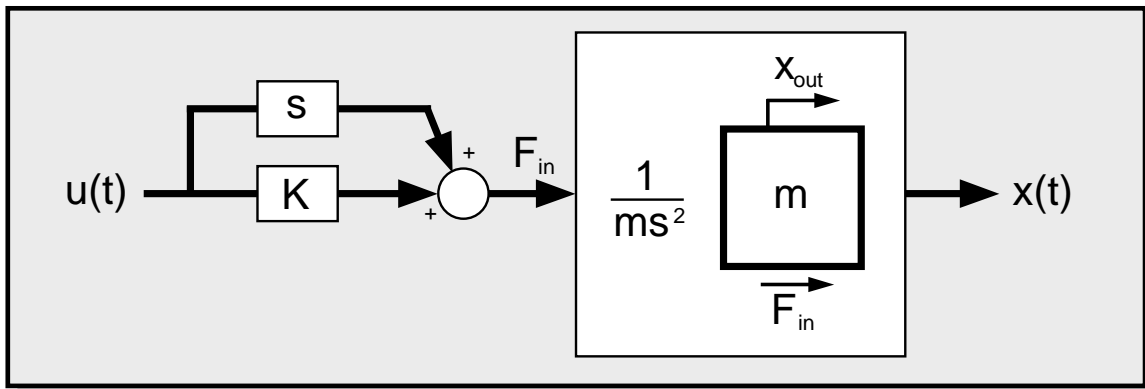 s
x_out
+
F_in
u(t)
K
+
1
ms²
m
x(t)
F_in